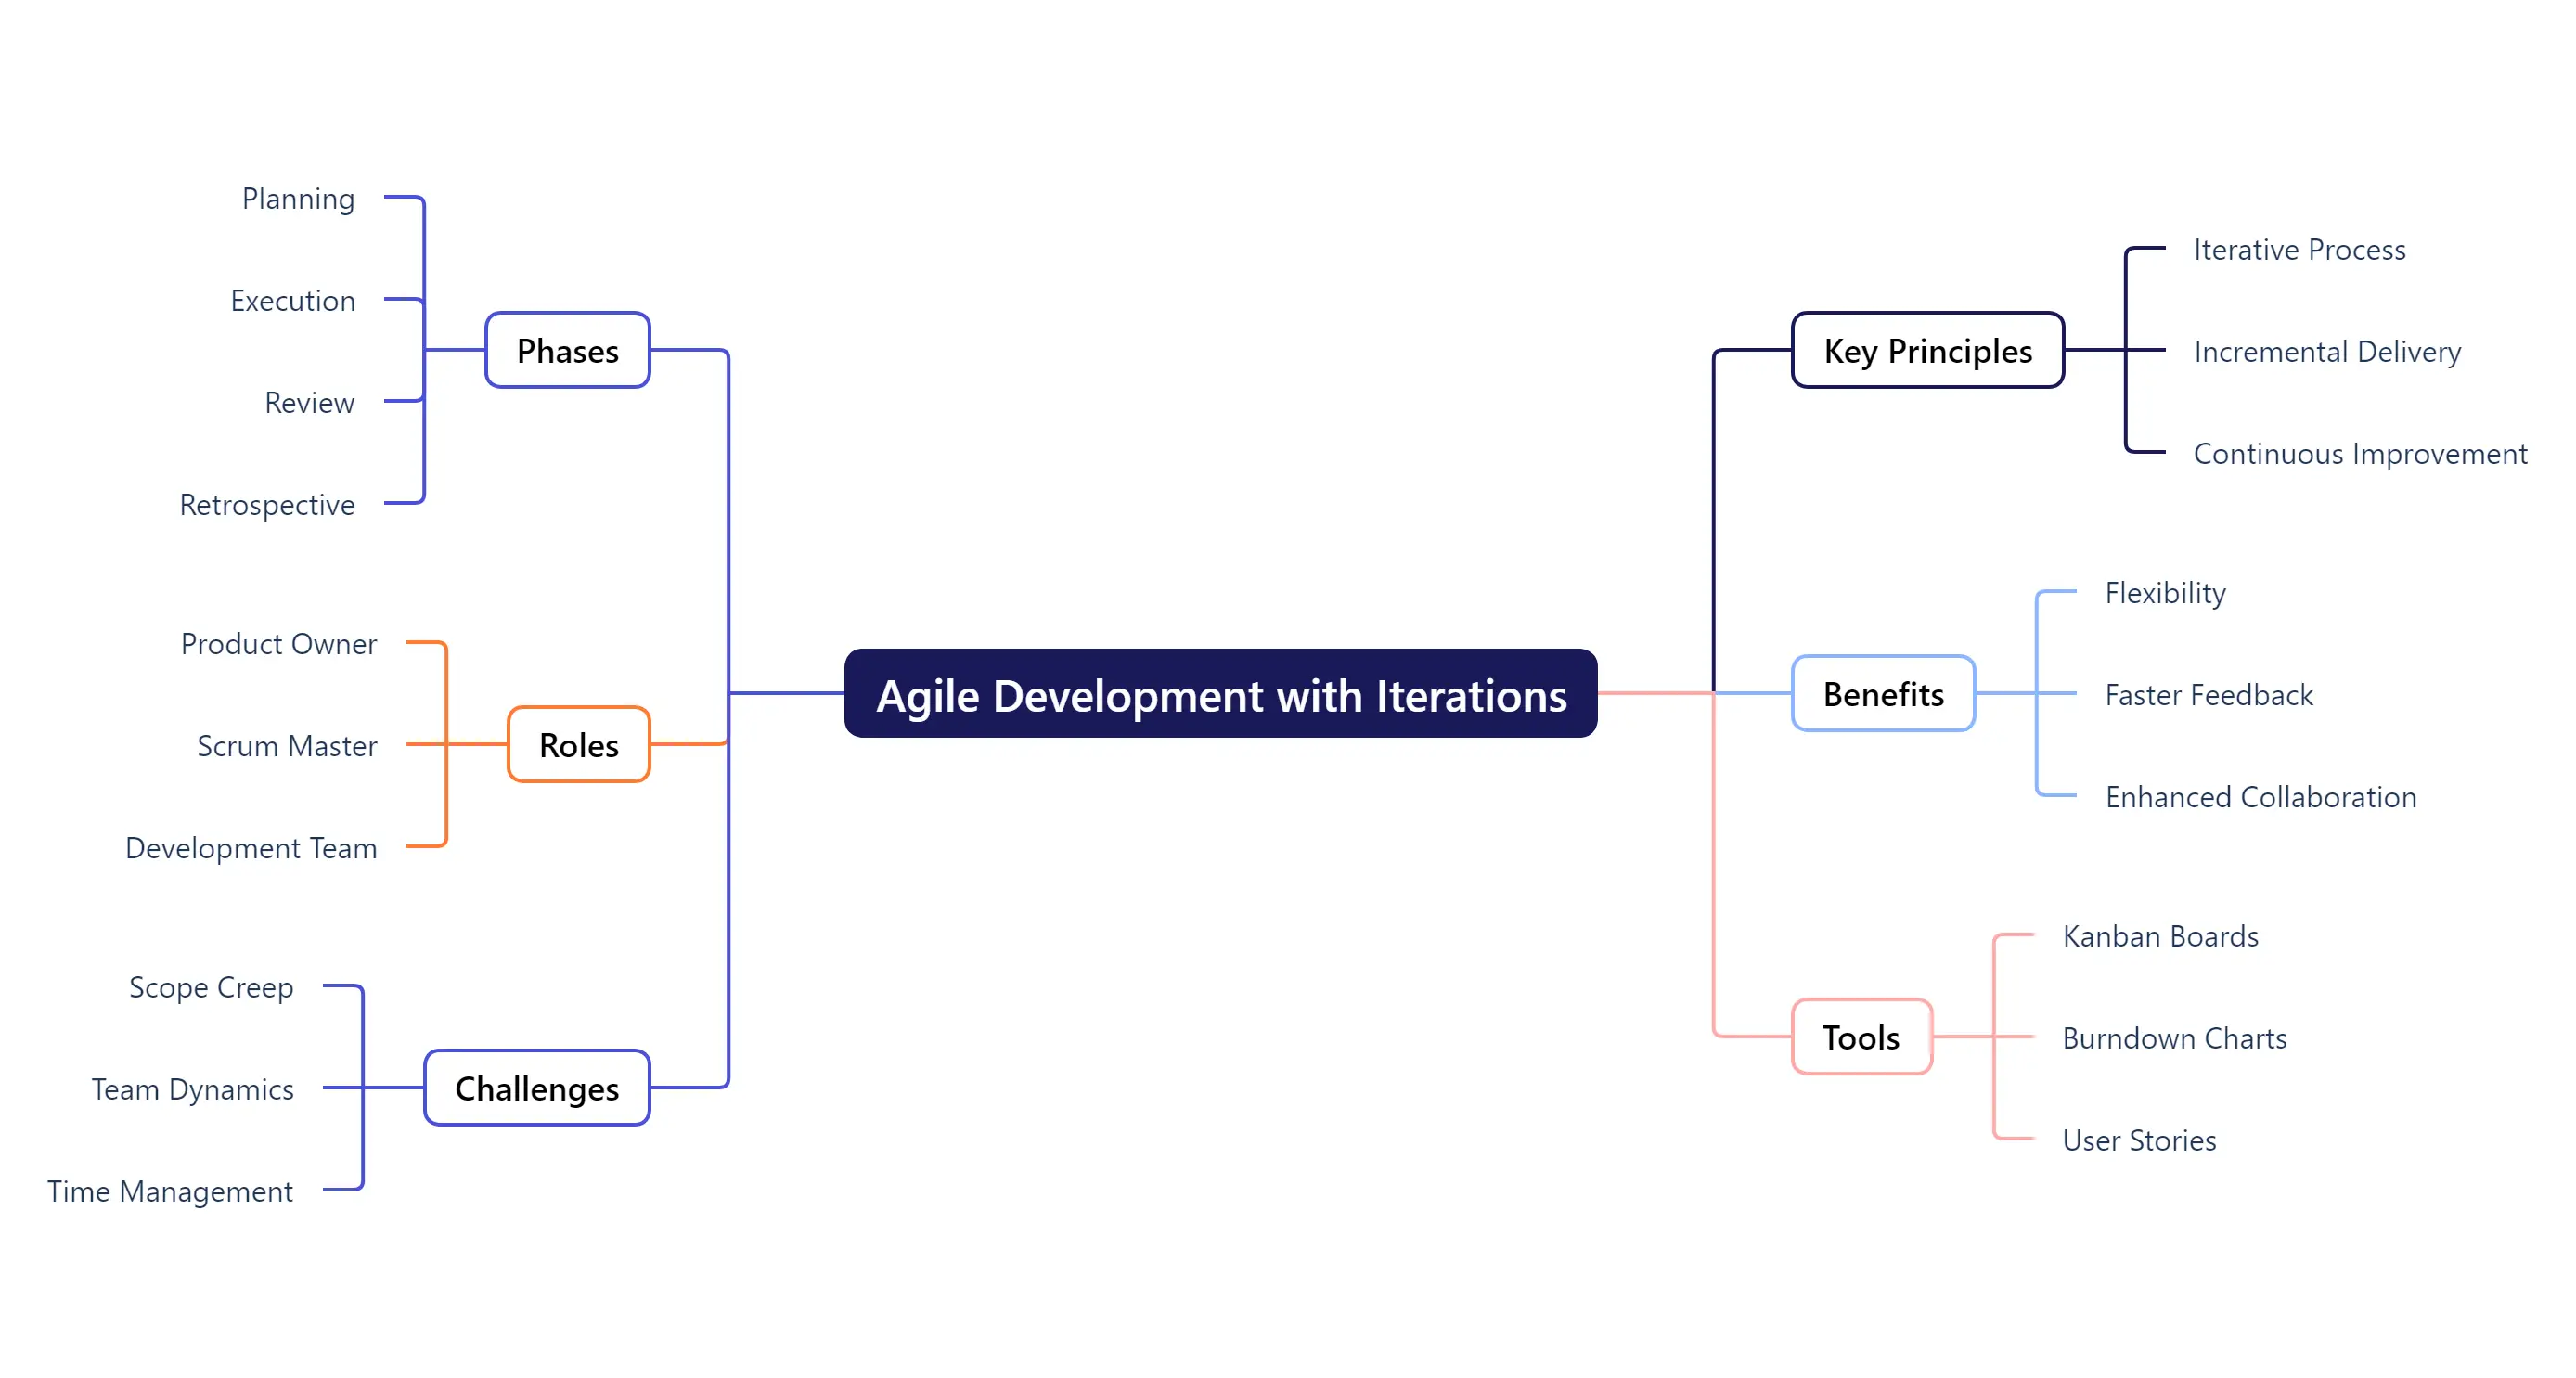 Agile Development with Iterations
Phases
Planning
Execution
Review
Retrospective
Roles
Product Owner
Scrum Master
Development Team
Challenges
Scope Creep
Team Dynamics
Time Management
Key Principles
Iterative Process
Incremental Delivery
Continuous Improvement
Benefits
Flexibility
Faster Feedback
Enhanced Collaboration
Tools
Kanban Boards
Burndown Charts
User Stories